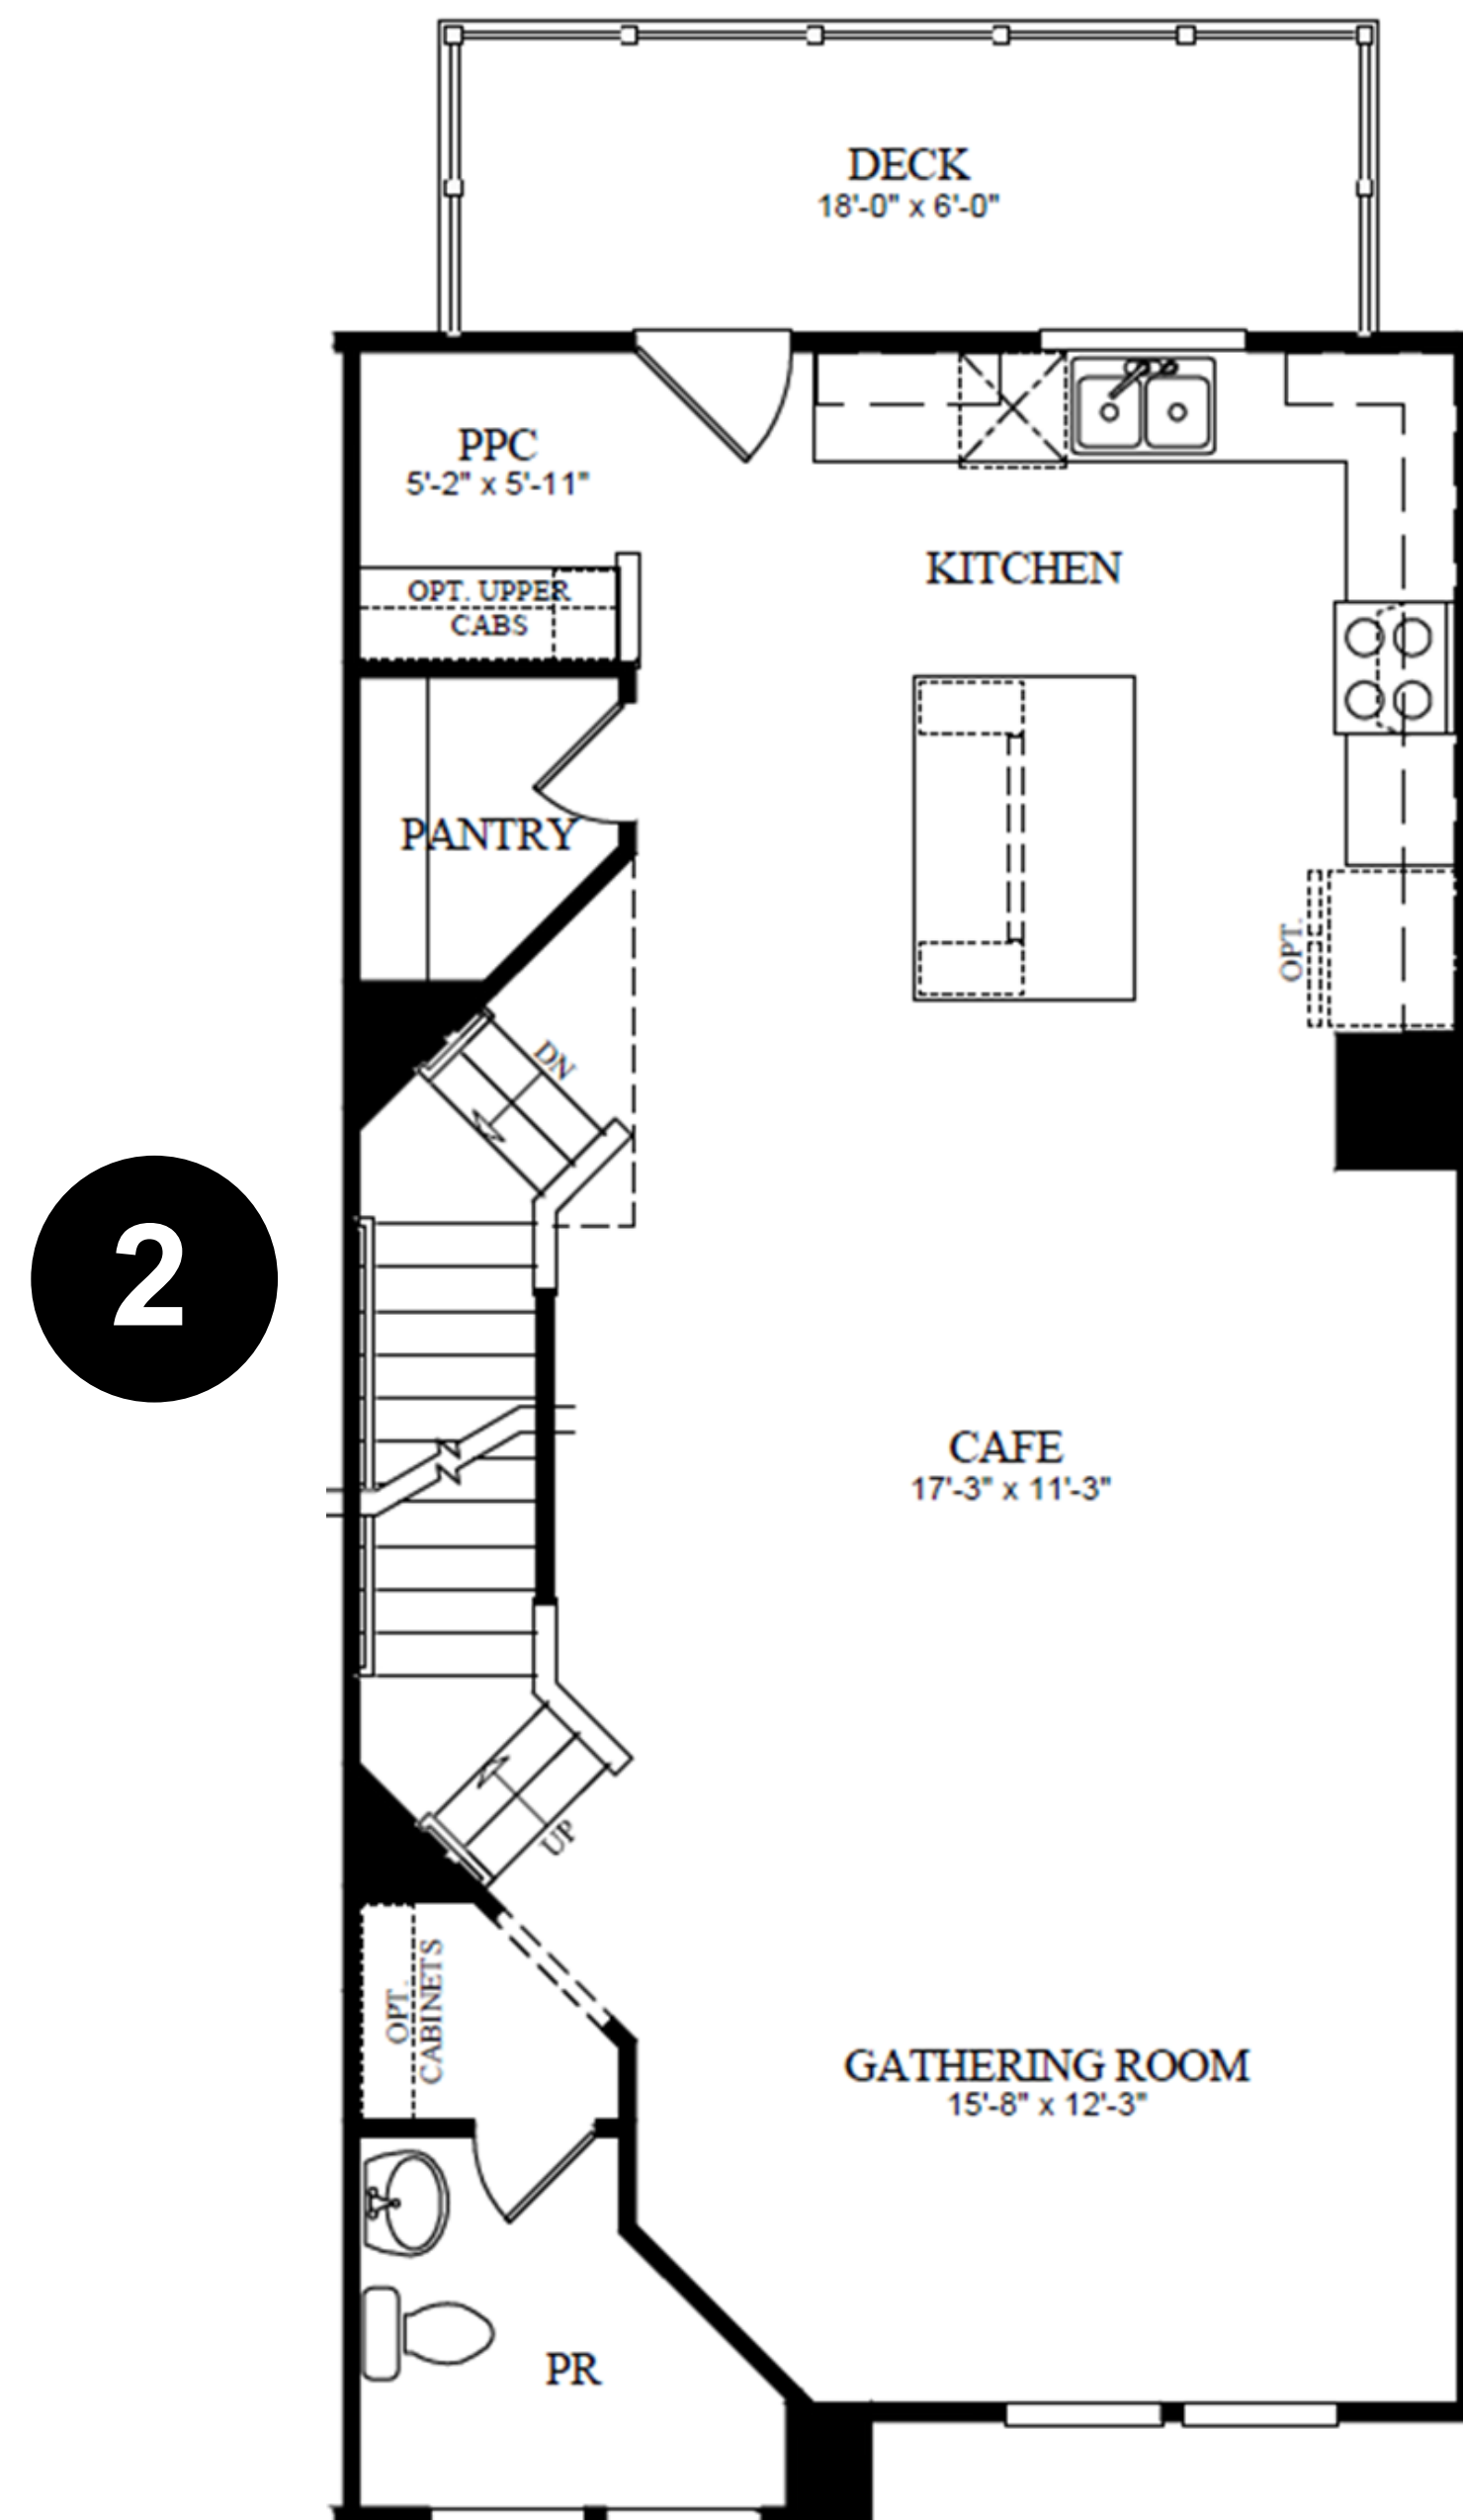 DECK
18'-0" x 6'-0"
PPC
5'-2" x 5'-11"
OPT. UPPER
CABS
KITCHEN
PANTRY
OPT.
DN
2
CAFE
17'-3" x 11'-3"
UP
OPT.
CABINETS
GATHERING ROOM
15'-8" x 12'-3"
PR